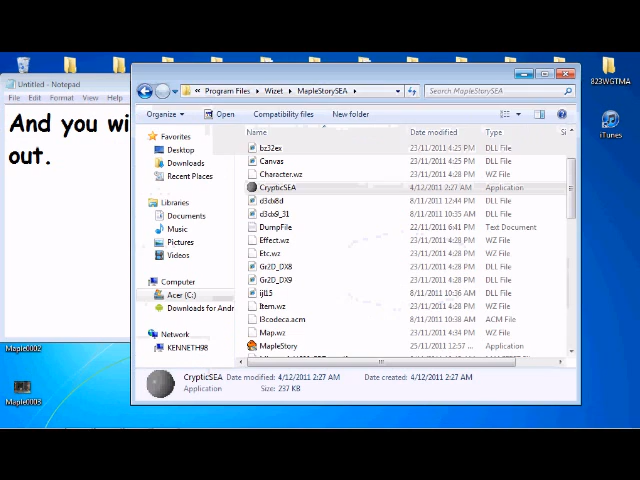 823WGTMA
iTunes
Untitled - Notepad
File Edit Format View Help
And you wi
out.
Maple0002
Maple0003
« Program Files ▸ Wizet ▸ MapleStorySEA ▸
Search MapleStorySEA
Organize Open Compatibility files New folder
Favorites
Desktop
Downloads
Recent Places
Libraries
Documents
Music
Pictures
Videos
Computer
Acer (C:)
Downloads for Andr
Network
KENNETH98
Name Date modified Type Si
bz32ex 23/11/2011 4:25 PM DLL File
Canvas 23/11/2011 4:25 PM DLL File
Character.wz 23/11/2011 4:28 PM WZ File
CrypticSEA 4/12/2011 2:27 AM Application
d3dx8d 8/11/2011 12:44 PM DLL File
d3dx9_31 8/11/2011 10:35 AM DLL File
DumpFile 22/11/2011 6:41 PM Text Document
Effect.wz 23/11/2011 4:28 PM WZ File
Etc.wz 23/11/2011 4:28 PM WZ File
Gr2D_DX8 23/11/2011 4:28 PM DLL File
Gr2D_DX9 23/11/2011 4:28 PM DLL File
ijl15 8/11/2011 10:36 AM DLL File
Item.wz 23/11/2011 4:28 PM WZ File
l3codeca.acm 8/11/2011 10:38 AM ACM File
Map.wz 23/11/2011 4:34 PM WZ File
MapleStory 25/11/2011 12:57 ... Application
CrypticSEA Date modified: 4/12/2011 2:27 AM Date created: 4/12/2011 2:27 AM
Application Size: 237 KB